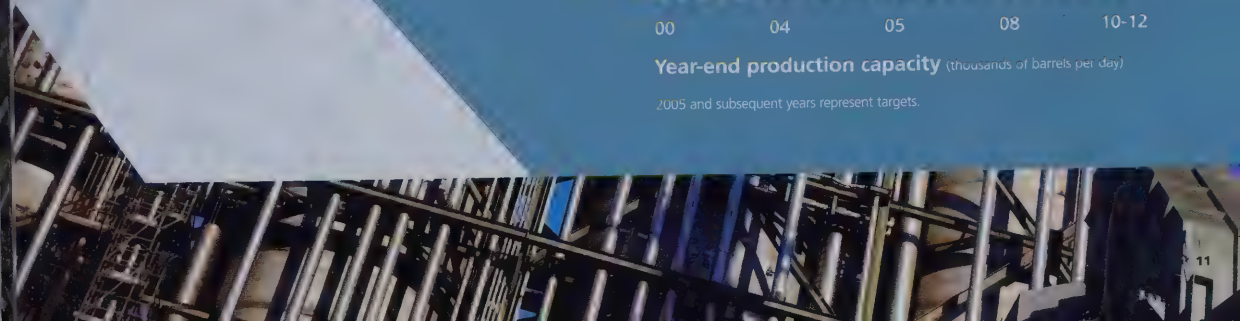 00 04 05 08 10-12
Year-end production capacity (thousands of barrels per day)
2005 and subsequent years represent targets.
11